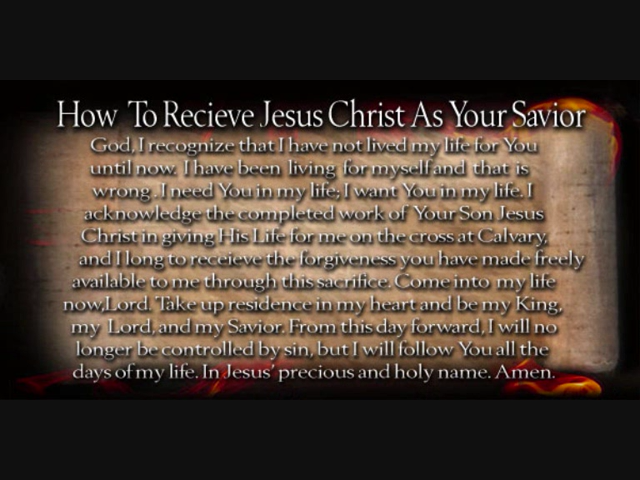 How To Recieve Jesus Christ As Your Savior
God, I recognize that I have not lived my life for You
until now. I have been living for myself and that is
wrong . I need You in my life; I want You in my life. I
acknowledge the completed work of Your Son Jesus
Christ in giving His Life for me on the cross at Calvary,
and I long to receieve the forgiveness you have made freely
available to me through this sacrifice. Come into my life
now,Lord. Take up residence in my heart and be my King,
my Lord, and my Savior. From this day forward, I will no
longer be controlled by sin, but I will follow You all the
days of my life. In Jesus' precious and holy name. Amen.